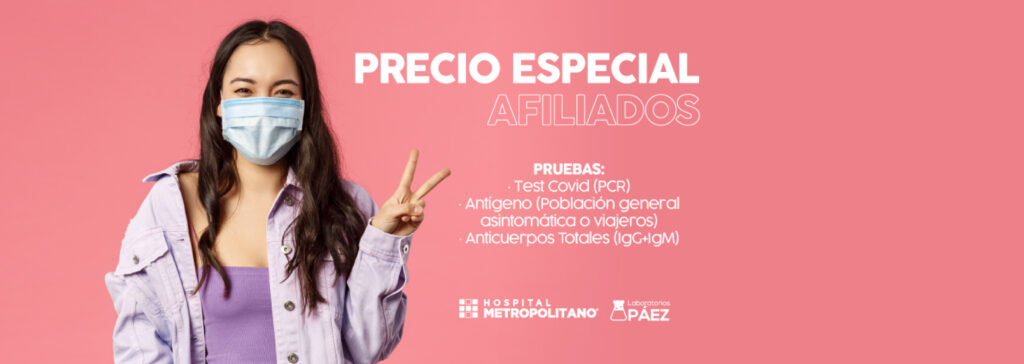 PRECIO ESPECIAL
AFILIADOS
PRUEBAS:
· Test Covid (PCR)
· Antígeno (Población general
asintomática o viajeros)
· Anticuerpos Totales (IgG+IgM)
HOSPITAL
METROPOLITANO
Laboratorios
PÁEZ